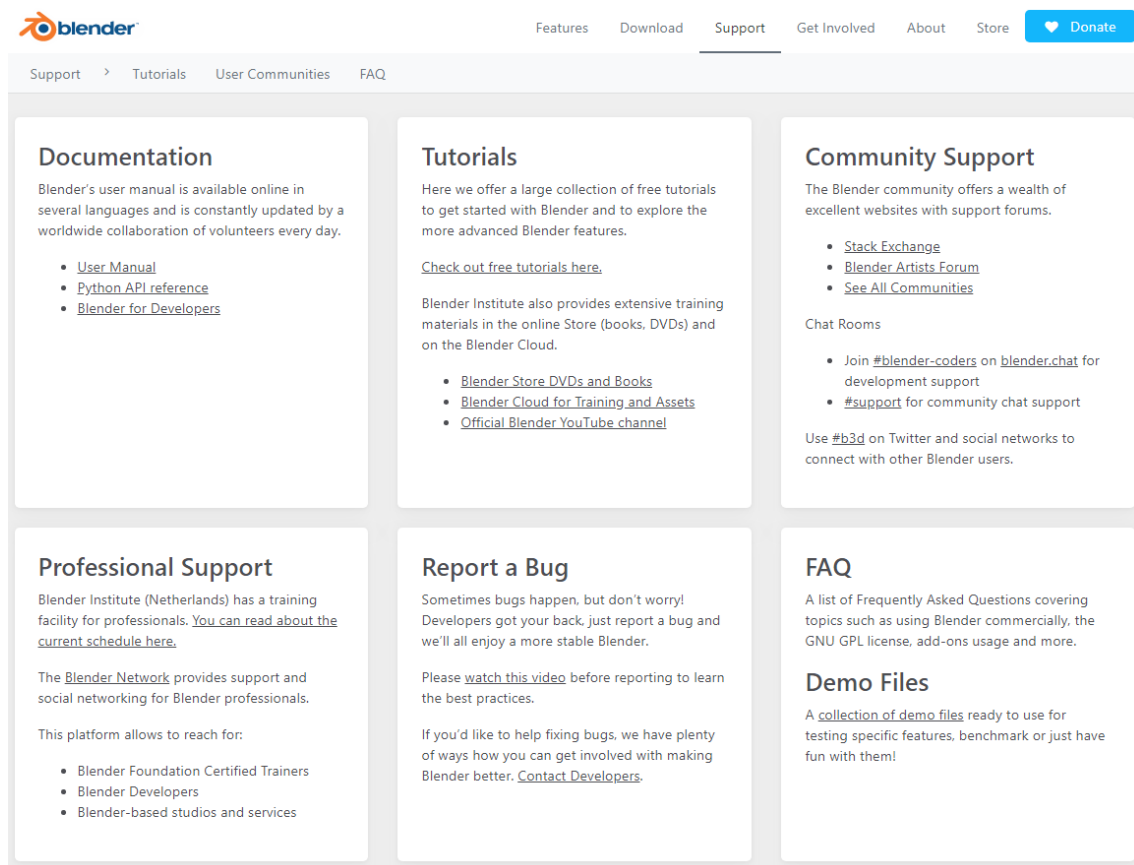 blender
Features Download Support Get Involved About Store Donate
Support > Tutorials User Communities FAQ
Documentation
Blender's user manual is available online in
several languages and is constantly updated by a
worldwide collaboration of volunteers every day.
• User Manual
• Python API reference
• Blender for Developers
Tutorials
Here we offer a large collection of free tutorials
to get started with Blender and to explore the
more advanced Blender features.
Check out free tutorials here.
Blender Institute also provides extensive training
materials in the online Store (books, DVDs) and
on the Blender Cloud.
• Blender Store DVDs and Books
• Blender Cloud for Training and Assets
• Official Blender YouTube channel
Community Support
The Blender community offers a wealth of
excellent websites with support forums.
• Stack Exchange
• Blender Artists Forum
• See All Communities
Chat Rooms
• Join #blender-coders on blender.chat for
development support
• #support for community chat support
Use #b3d on Twitter and social networks to
connect with other Blender users.
Professional Support
Blender Institute (Netherlands) has a training
facility for professionals. You can read about the
current schedule here.
The Blender Network provides support and
social networking for Blender professionals.
This platform allows to reach for:
• Blender Foundation Certified Trainers
• Blender Developers
• Blender-based studios and services
Report a Bug
Sometimes bugs happen, but don't worry!
Developers got your back, just report a bug and
we'll all enjoy a more stable Blender.
Please watch this video before reporting to learn
the best practices.
If you'd like to help fixing bugs, we have plenty
of ways how you can get involved with making
Blender better. Contact Developers.
FAQ
A list of Frequently Asked Questions covering
topics such as using Blender commercially, the
GNU GPL license, add-ons usage and more.
Demo Files
A collection of demo files ready to use for
testing specific features, benchmark or just have
fun with them!